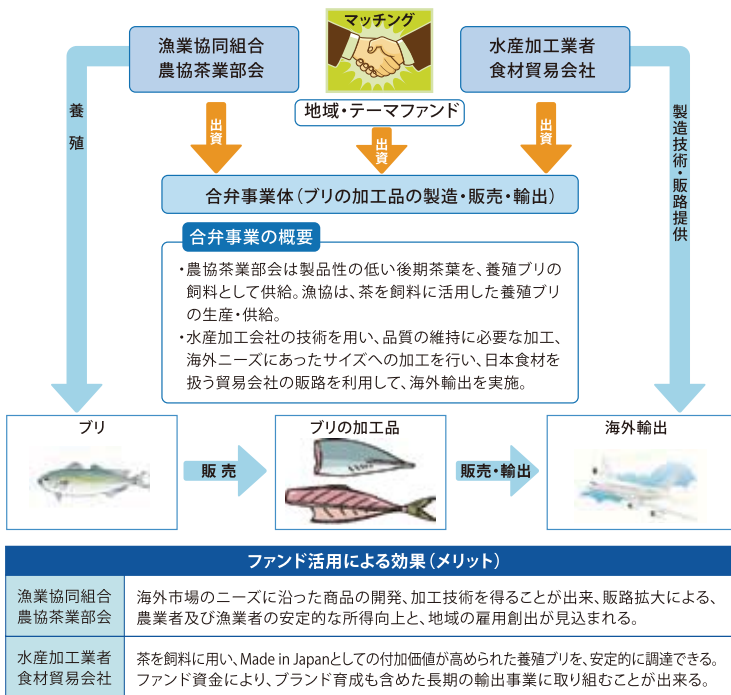 マッチング
漁業協同組合
農協茶業部会
水産加工業者
食材貿易会社
地域・テーマファンド
養殖
出資
出資
出資
製造技術・販路提供
合弁事業体(ブリの加工品の製造・販売・輸出)
合弁事業の概要
・農協茶業部会は製品性の低い後期茶葉を、養殖ブリの
飼料として供給。漁協は、茶を飼料に活用した養殖ブリ
の生産・供給。
・水産加工会社の技術を用い、品質の維持に必要な加工、
海外ニーズにあったサイズへの加工を行い、日本食材を
扱う貿易会社の販路を利用して、海外輸出を実施。
ブリ
販売
ブリの加工品
販売・輸出
海外輸出
ファンド活用による効果(メリット)
漁業協同組合
農協茶業部会
海外市場のニーズに沿った商品の開発、加工技術を得ることが出来、販路拡大による、
農業者及び漁業者の安定的な所得向上と、地域の雇用創出が見込まれる。
水産加工業者
食材貿易会社
茶を飼料に用い、Made in Japanとしての付加価値が高められた養殖ブリを、安定的に調達できる。
ファンド資金により、ブランド育成も含めた長期の輸出事業に取り組むことが出来る。